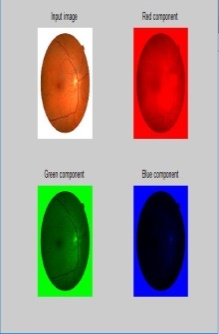 Input image
Red component
Green component
Blue component